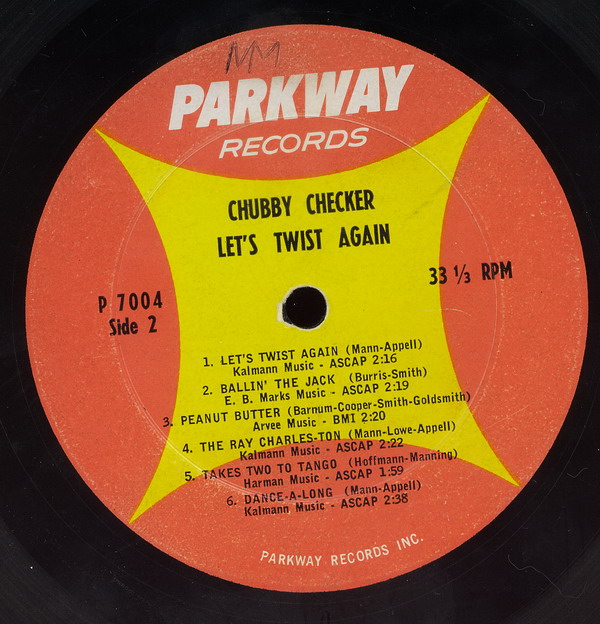 MM
PARKWAY
RECORDS
CHUBBY CHECKER
LET'S TWIST AGAIN
33 1/3 RPM
P 7004
Side 2
1. LET'S TWIST AGAIN (Mann-Appell)
Kalmann Music - ASCAP 2:16
2. BALLIN' THE JACK (Burris-Smith)
E. B. Marks Music - ASCAP 2:19
3. PEANUT BUTTER (Barnum-Cooper-Smith-Goldsmith)
Arvee Music - BMI 2:20
4. THE RAY CHARLES-TON (Mann-Lowe-Appell)
Kalmann Music - ASCAP 2:22
5. TAKES TWO TO TANGO (Hoffmann-Manning)
Harman Music - ASCAP 1:59
6. DANCE-A-LONG (Mann-Appell)
Kalmann Music - ASCAP 2:38
PARKWAY RECORDS INC.